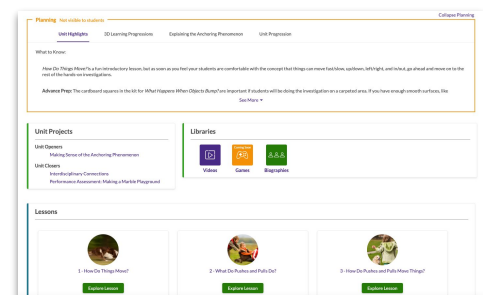 Collapse Planning
Planning Not visible to students
Unit Highlights 3D Learning Progressions Explaining the Anchoring Phenomenon Unit Progression
What to Know:
How Do Things Move? is a fun introductory lesson, but as soon as you feel your students are comfortable with the concept that things can move fast/slow, up/down, left/right, and in/out, go ahead and move on to the
rest of the hands-on investigations.
Advance Prep: The cardboard squares in the kit for What Happens When Objects Bump? are important if students will be doing the investigation on a carpeted area. If you have enough smooth surfaces, like
See More
Unit Projects
Unit Openers
Making Sense of the Anchoring Phenomenon
Unit Closers
Interdisciplinary Connections
Performance Assessment: Making a Marble Playground
Libraries
Videos Games Biographies
Lessons
1 - How Do Things Move? 2 - What Do Pushes and Pulls Do? 3 - How Do Pushes and Pulls Move Things?
Explore Lesson Explore Lesson Explore Lesson